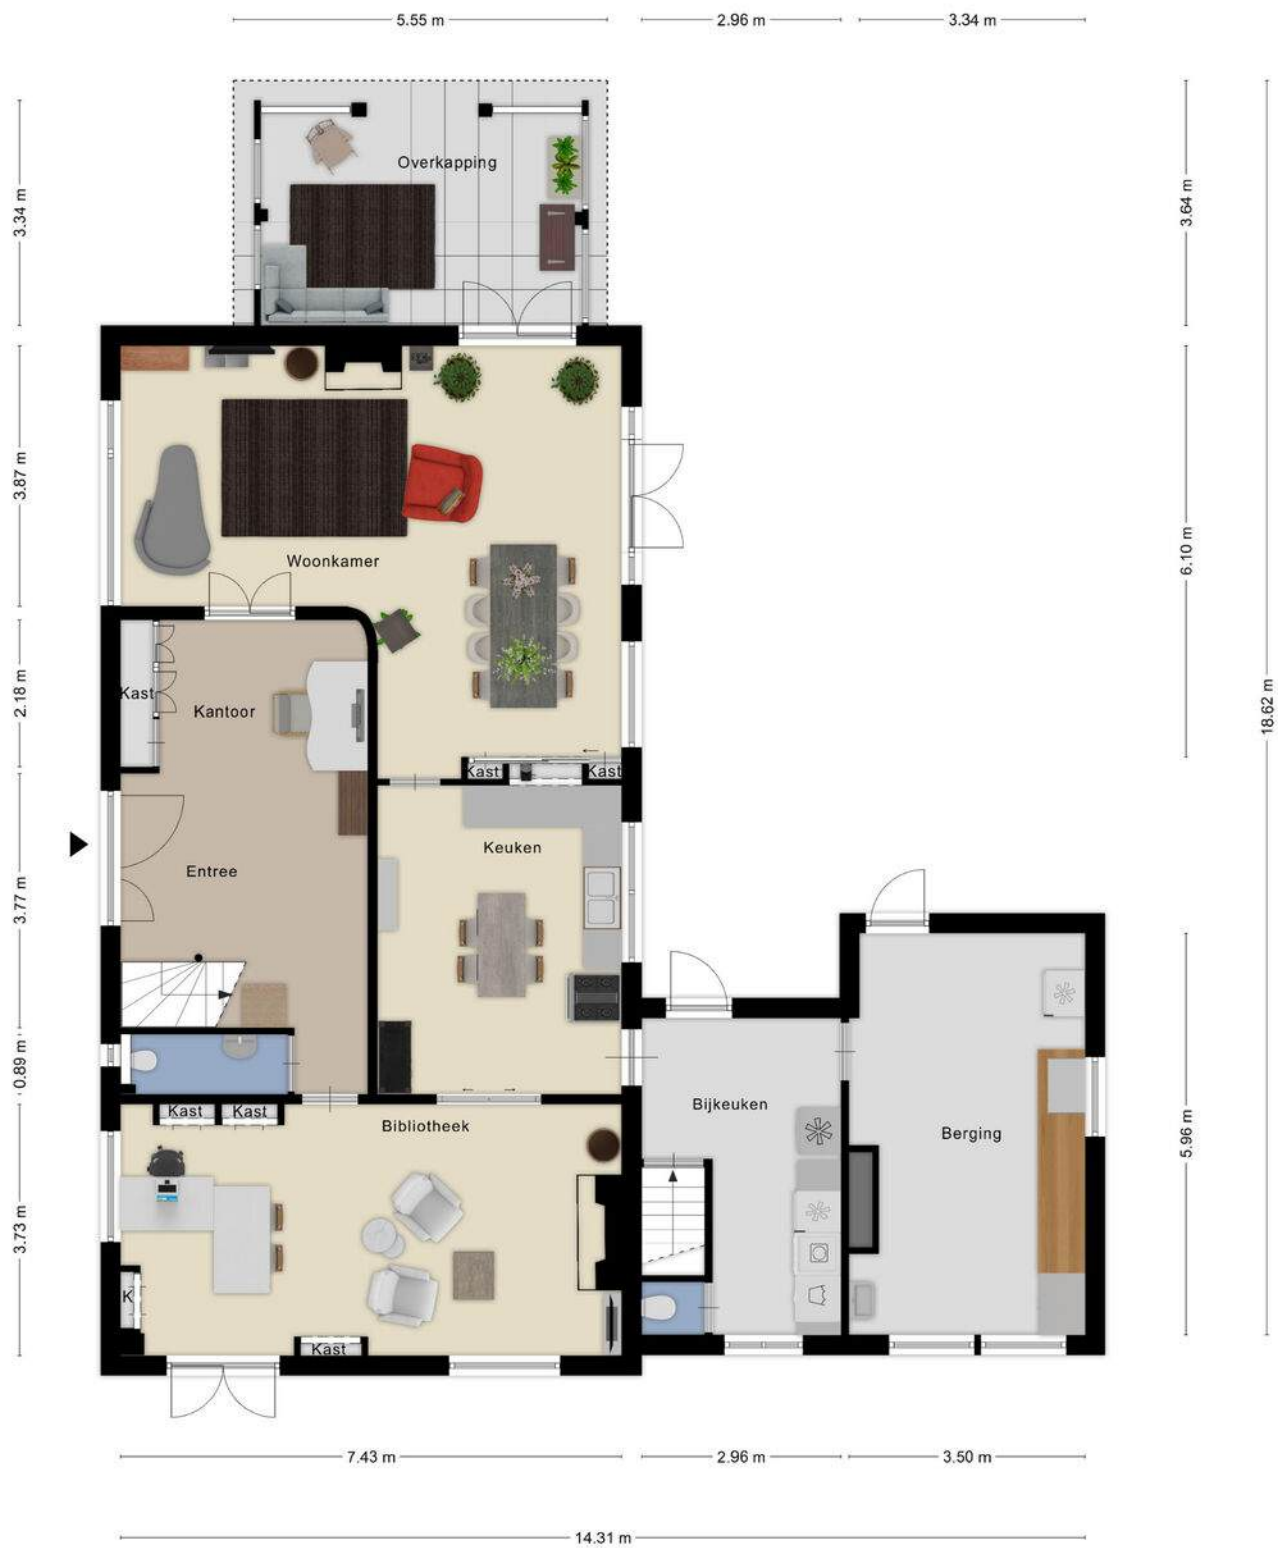 5.55 m
2.96 m
3.34 m
Overkapping
3.34 m
3.64 m
3.87 m
Woonkamer
6.10 m
2.18 m
Kast
Kantoor
18.62 m
Kast
Kast
Keuken
Entree
3.77 m
0.89 m
Kast
Kast
Bibliotheek
Bijkeuken
Berging
5.96 m
3.73 m
K
Kast
7.43 m
2.96 m
3.50 m
14.31 m